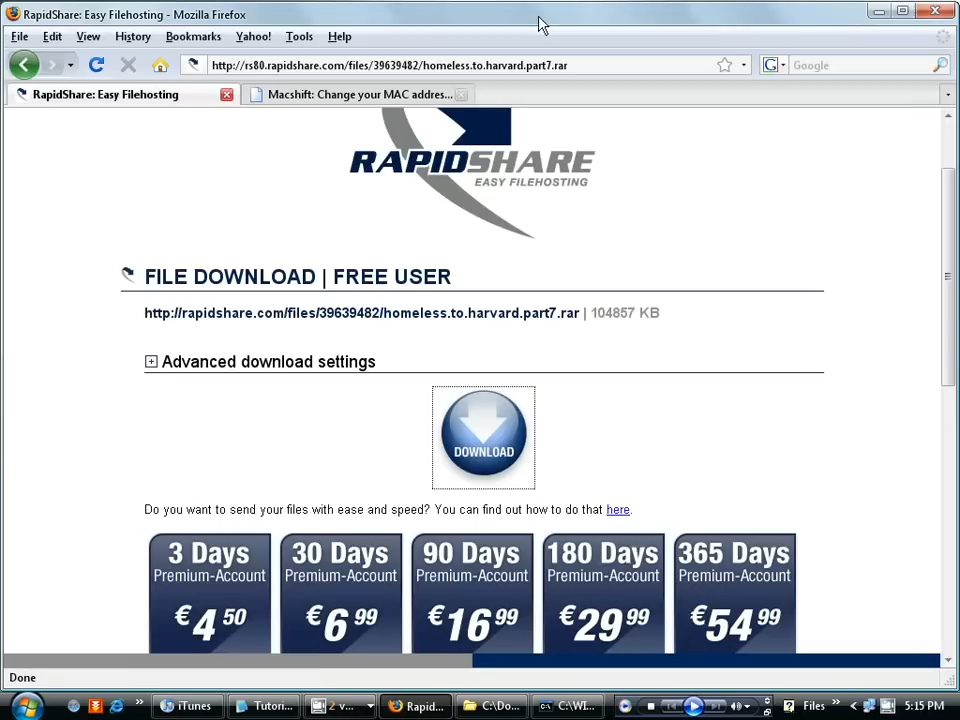 RapidShare: Easy Filehosting - Mozilla Firefox
File Edit View History Bookmarks Yahoo! Tools Help
http://rs80.rapidshare.com/files/39639482/homeless.to.harvard.part7.rar
Google
RapidShare: Easy Filehosting
Macshift: Change your MAC addres...
RAPIDSHARE
EASY FILEHOSTING
FILE DOWNLOAD | FREE USER
http://rapidshare.com/files/39639482/homeless.to.harvard.part7.rar | 104857 KB
Advanced download settings
DOWNLOAD
Do you want to send your files with ease and speed? You can find out how to do that here.
3 Days
Premium-Account
€4 50
30 Days
Premium-Account
€6 99
90 Days
Premium-Account
€16 99
180 Days
Premium-Account
€29 99
365 Days
Premium-Account
€54 99
Done
iTunes
Tutori...
2 v...
Rapid...
C:\Do...
C:\WI...
Files
5:15 PM